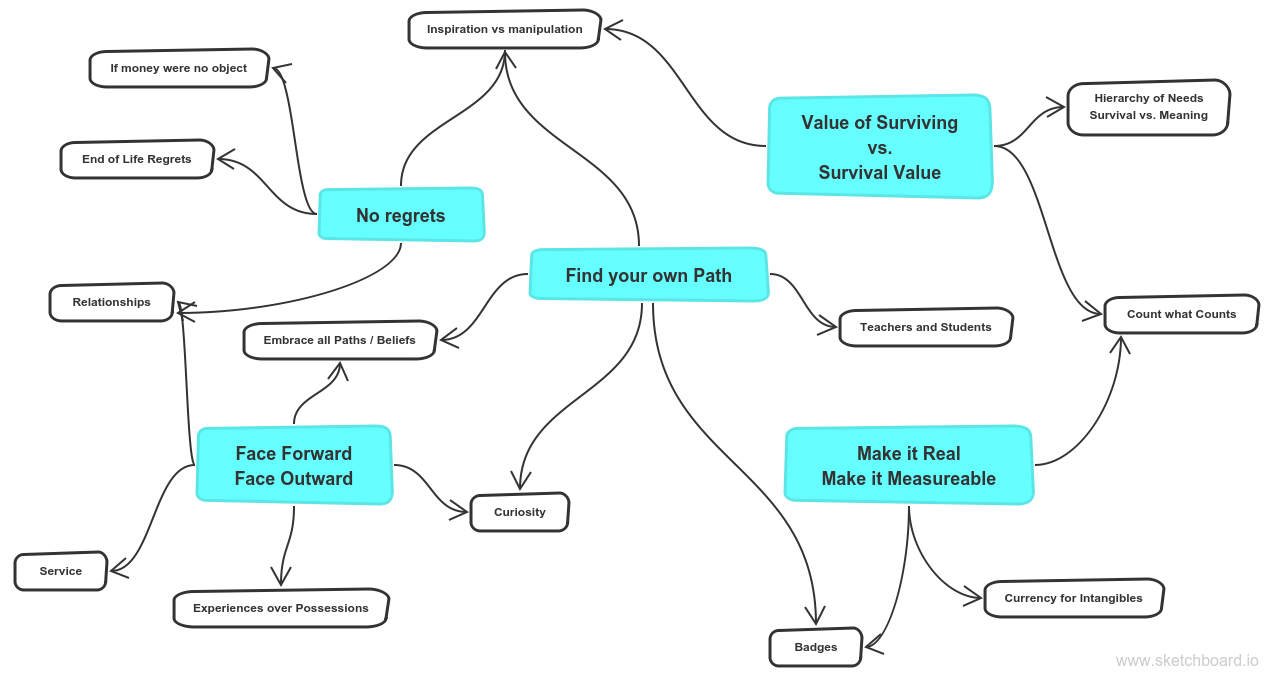 Inspiration vs manipulation
If money were no object
Hierarchy of Needs
Survival vs. Meaning
Value of Surviving
vs.
Survival Value
End of Life Regrets
No regrets
Find your own Path
Relationships
Count what Counts
Teachers and Students
Embrace all Paths / Beliefs
Face Forward
Face Outward
Make it Real
Make it Measureable
Curiosity
Service
Experiences over Possessions
Currency for Intangibles
Badges
www.sketchboard.io